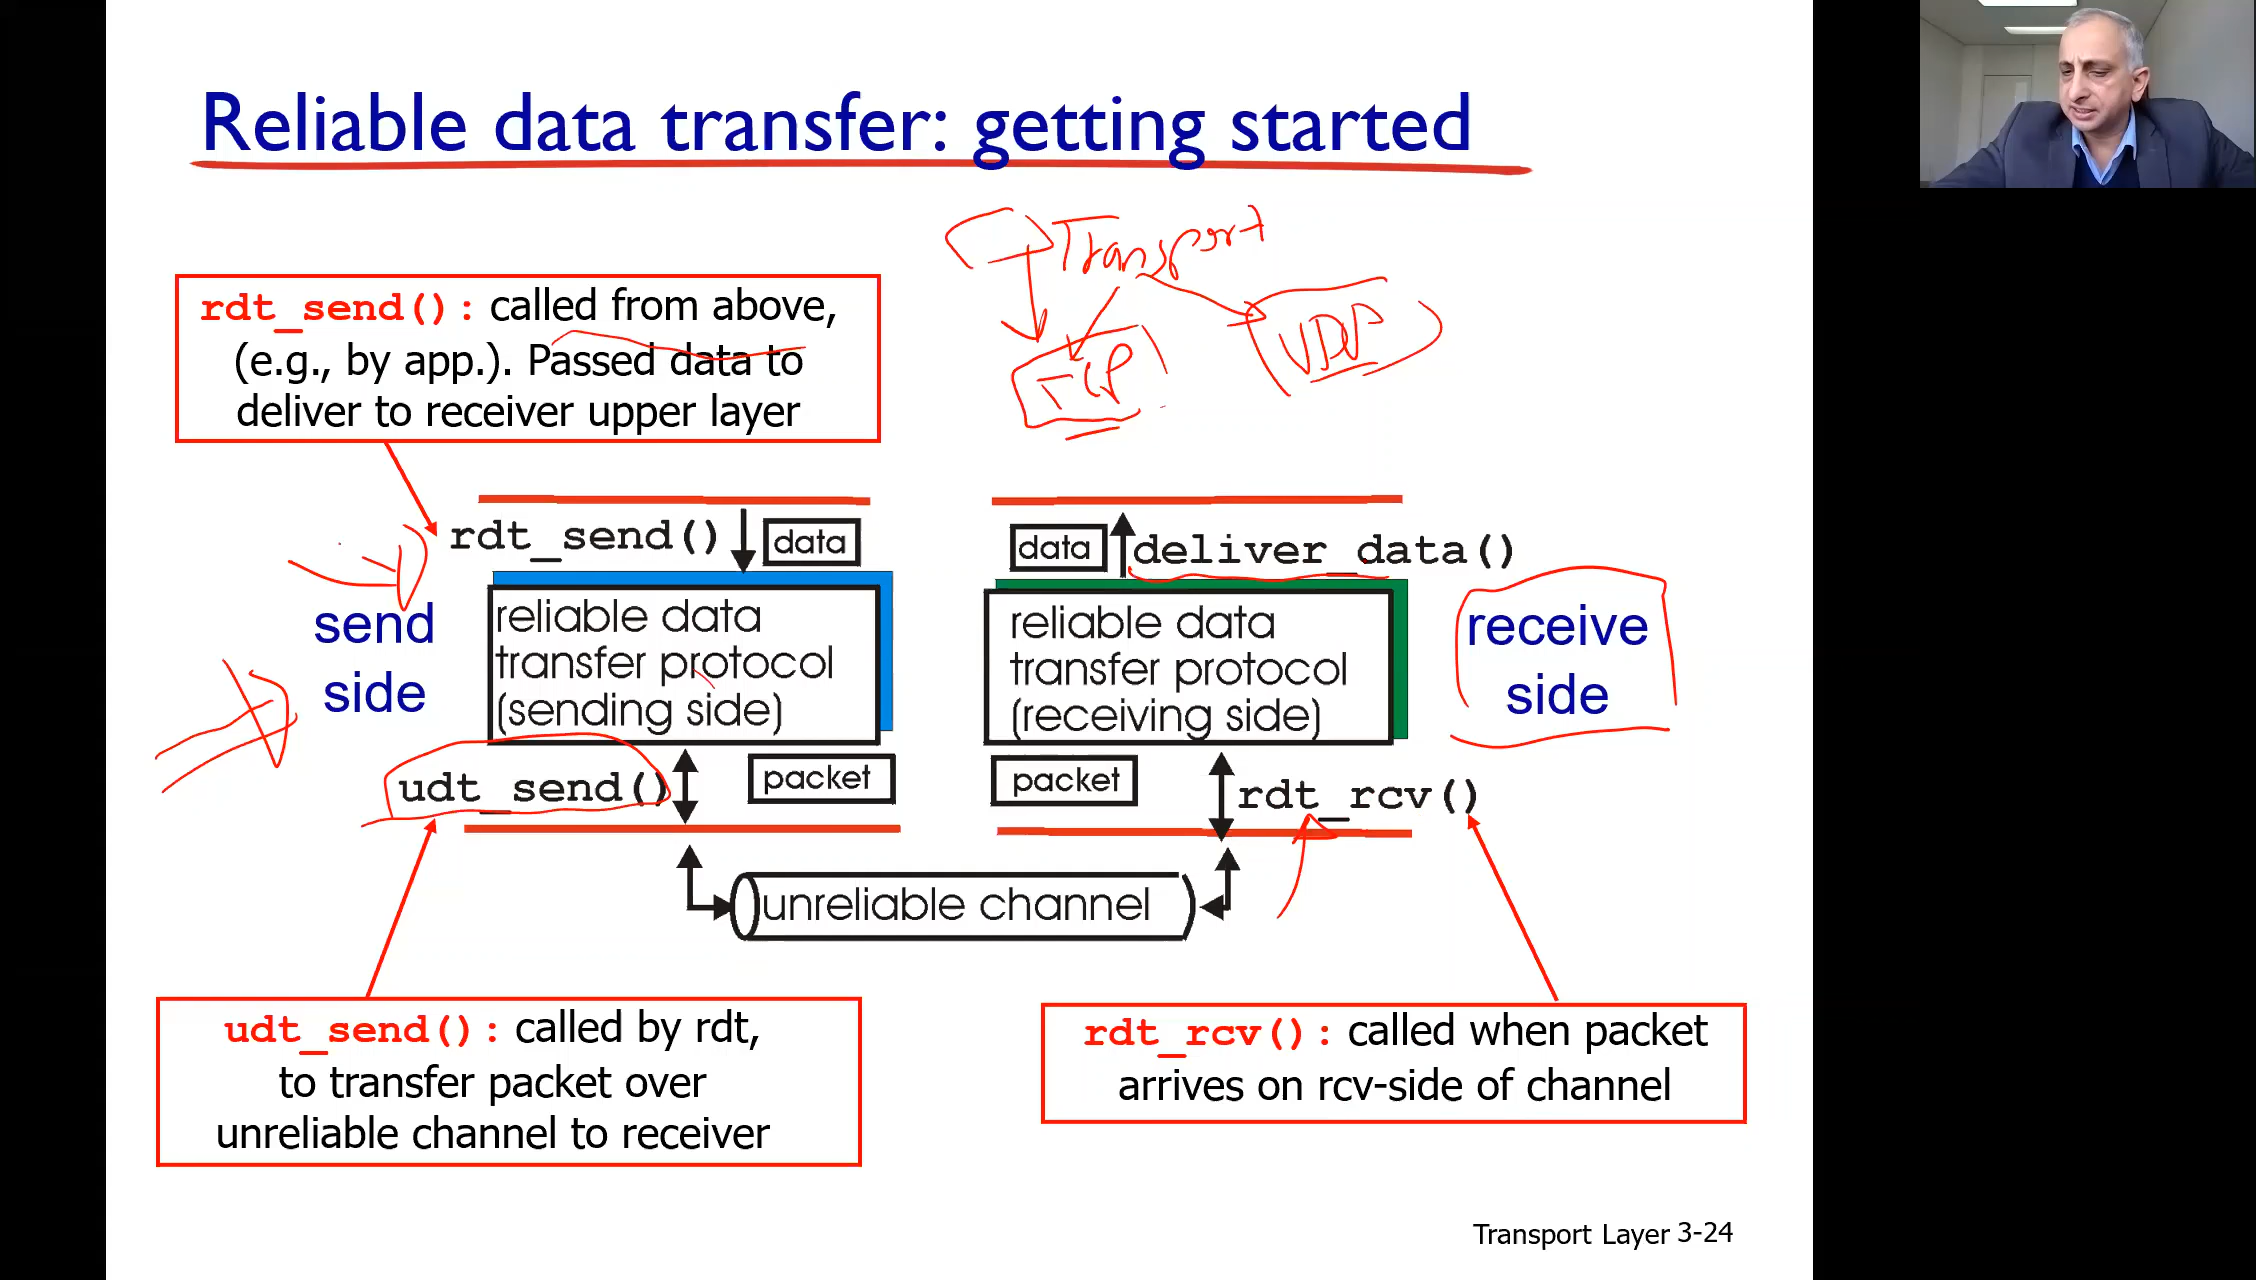 Reliable data transfer: getting started
Transport
TCP
UDP
rdt_send(): called from above,
(e.g., by app.). Passed data to
deliver to receiver upper layer
rdt_send()
data
data
deliver_data()
send
side
reliable data
transfer protocol
(sending side)
reliable data
transfer protocol
(receiving side)
receive
side
udt_send()
packet
packet
rdt_rcv()
unreliable channel
udt_send(): called by rdt,
to transfer packet over
unreliable channel to receiver
rdt_rcv(): called when packet
arrives on rcv-side of channel
Transport Layer 3-24